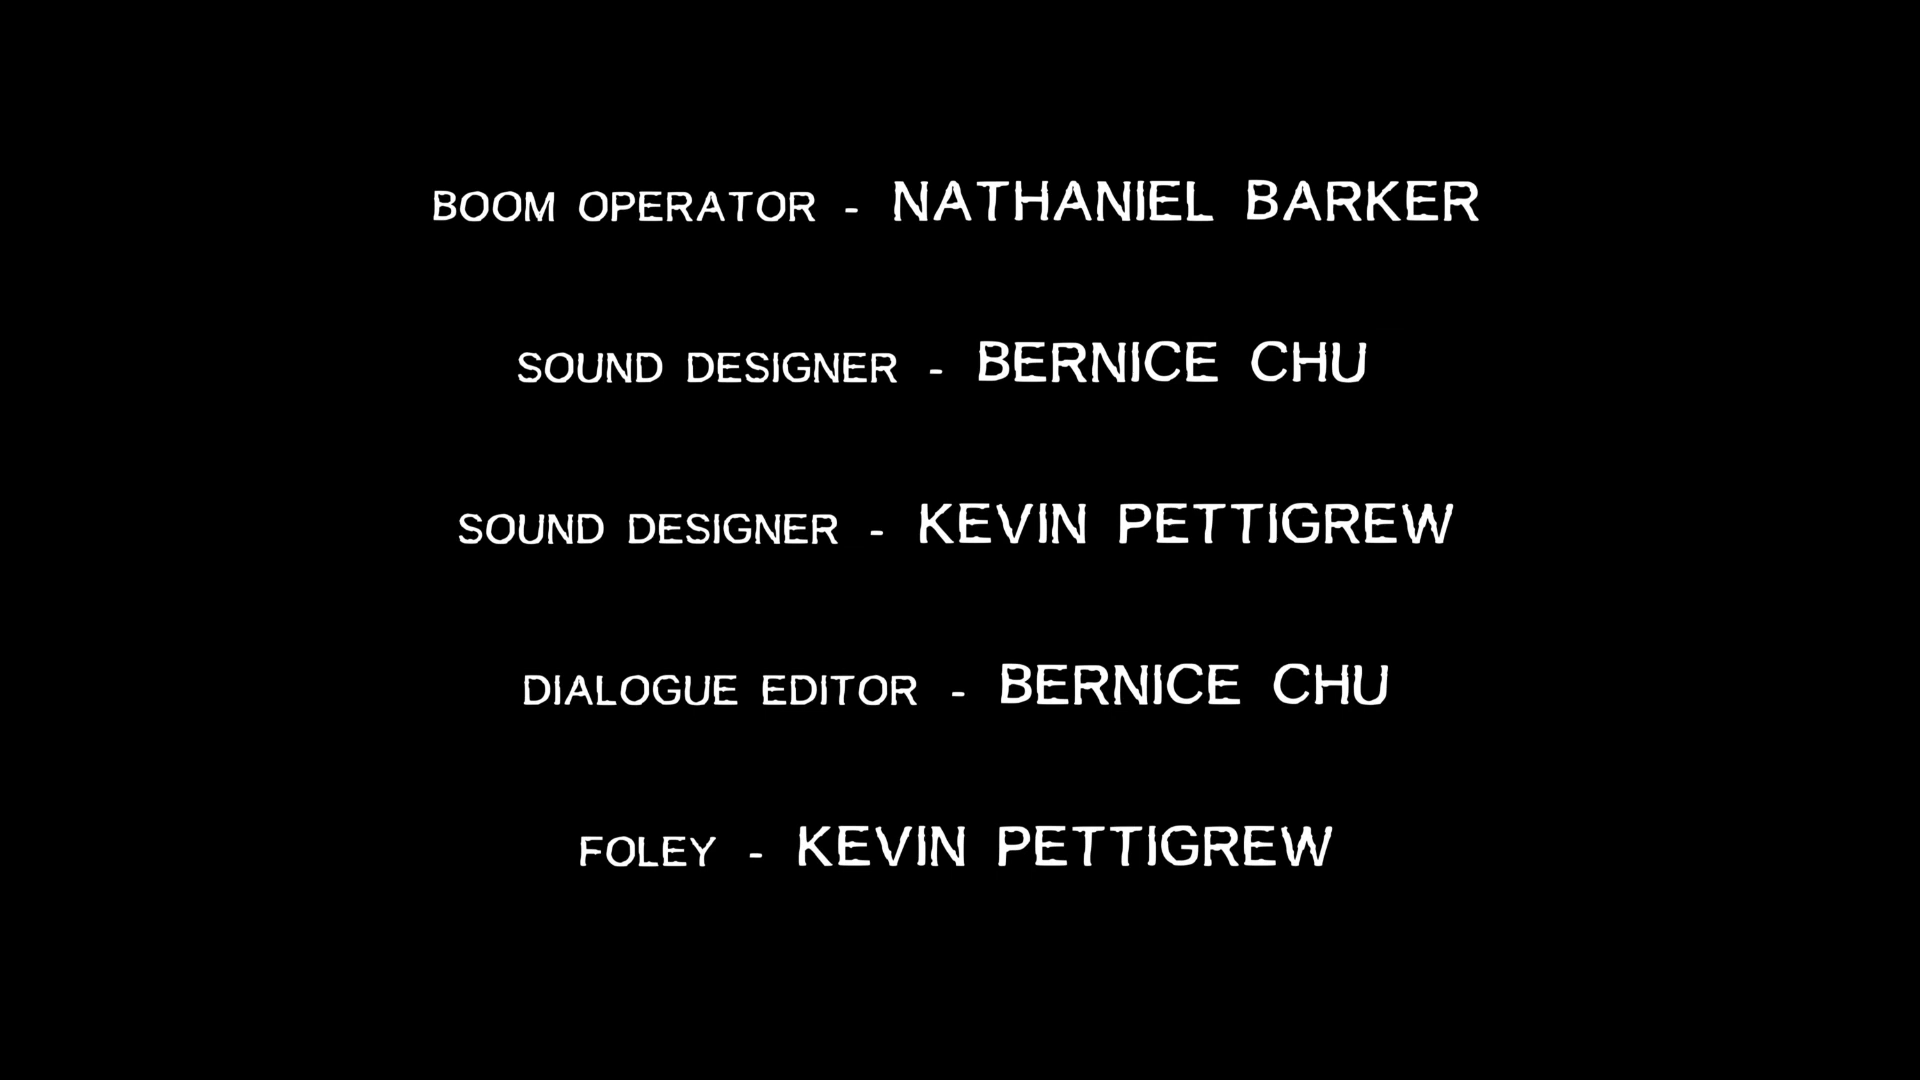 BOOM OPERATOR - NATHANIEL BARKER
SOUND DESIGNER - BERNICE CHU
SOUND DESIGNER - KEVIN PETTIGREW
DIALOGUE EDITOR - BERNICE CHU
FOLEY - KEVIN PETTIGREW